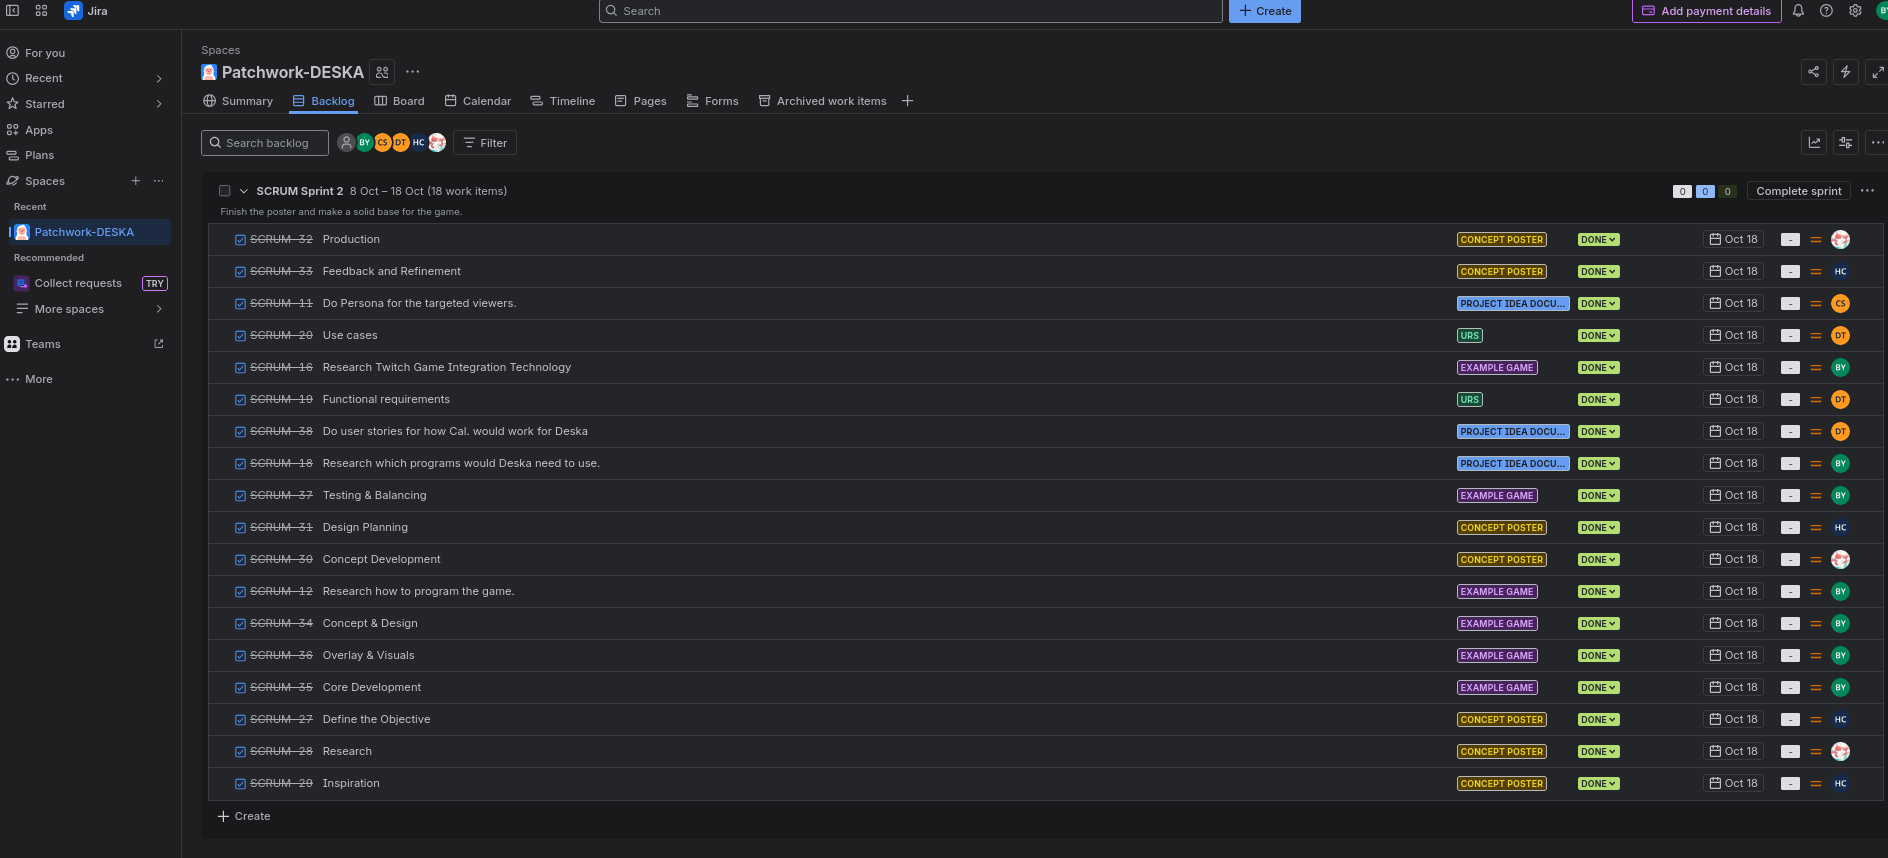 Jira
Search
Create
Add payment details
BY
For you
Recent
Starred
Apps
Plans
Spaces
Recent
Patchwork-DESKA
Recommended
Collect requests TRY
More spaces
Teams
More
Spaces
Patchwork-DESKA
Summary Backlog Board Calendar Timeline Pages Forms Archived work items
Search backlog BY CS DT HC Filter
SCRUM Sprint 2 8 Oct – 18 Oct (18 work items) 0 0 0 Complete sprint
Finish the poster and make a solid base for the game.
SCRUM-32 Production CONCEPT POSTER DONE Oct 18 -
SCRUM-33 Feedback and Refinement CONCEPT POSTER DONE Oct 18 - HC
SCRUM-11 Do Persona for the targeted viewers. PROJECT IDEA DOCU... DONE Oct 18 - CS
SCRUM-20 Use cases URS DONE Oct 18 - DT
SCRUM-16 Research Twitch Game Integration Technology EXAMPLE GAME DONE Oct 18 - BY
SCRUM-19 Functional requirements URS DONE Oct 18 - DT
SCRUM-38 Do user stories for how Cal. would work for Deska PROJECT IDEA DOCU... DONE Oct 18 - DT
SCRUM-18 Research which programs would Deska need to use. PROJECT IDEA DOCU... DONE Oct 18 - BY
SCRUM-37 Testing & Balancing EXAMPLE GAME DONE Oct 18 - BY
SCRUM-31 Design Planning CONCEPT POSTER DONE Oct 18 - HC
SCRUM-30 Concept Development CONCEPT POSTER DONE Oct 18 -
SCRUM-12 Research how to program the game. EXAMPLE GAME DONE Oct 18 - BY
SCRUM-34 Concept & Design EXAMPLE GAME DONE Oct 18 - BY
SCRUM-36 Overlay & Visuals EXAMPLE GAME DONE Oct 18 - BY
SCRUM-35 Core Development EXAMPLE GAME DONE Oct 18 - BY
SCRUM-27 Define the Objective CONCEPT POSTER DONE Oct 18 - HC
SCRUM-28 Research CONCEPT POSTER DONE Oct 18 -
SCRUM-29 Inspiration CONCEPT POSTER DONE Oct 18 - HC
Create